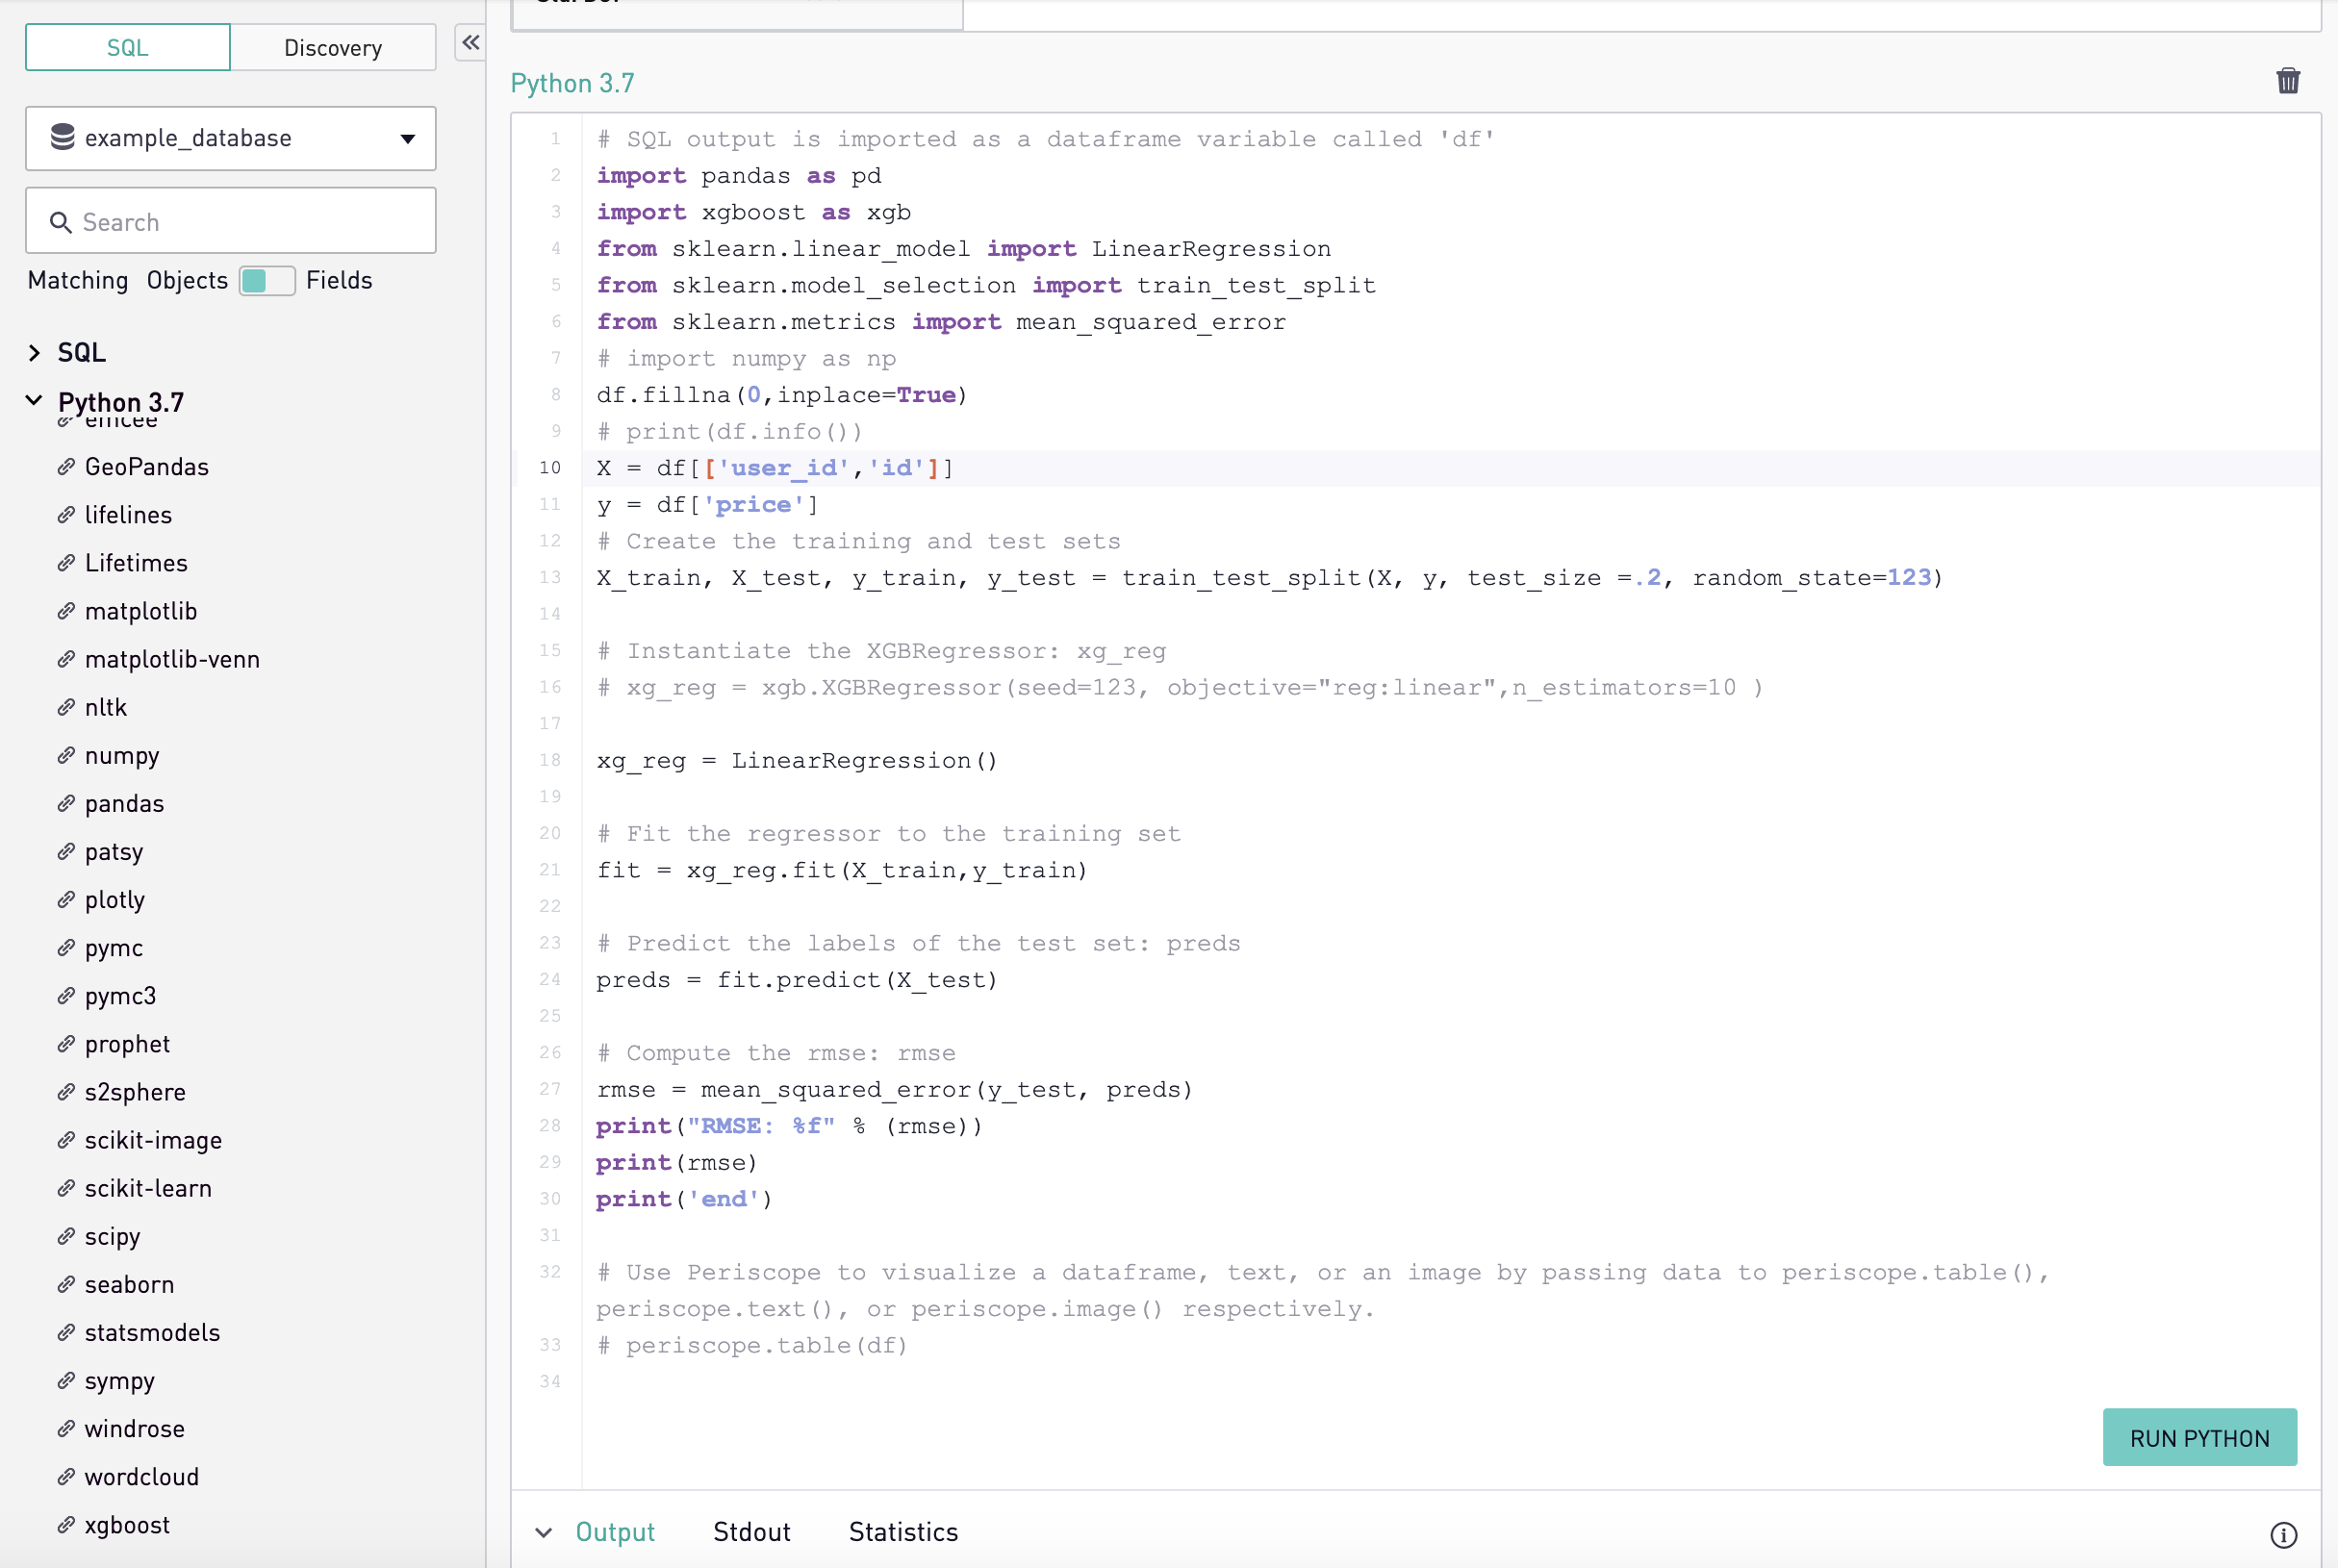 SQL
Discovery
example_database
Search
Matching Objects Fields
SQL
Python 3.7
emcee
GeoPandas
lifelines
Lifetimes
matplotlib
matplotlib-venn
nltk
numpy
pandas
patsy
plotly
pymc
pymc3
prophet
s2sphere
scikit-image
scikit-learn
scipy
seaborn
statsmodels
sympy
windrose
wordcloud
xgboost
Python 3.7
1 # SQL output is imported as a dataframe variable called 'df'
2 import pandas as pd
3 import xgboost as xgb
4 from sklearn.linear_model import LinearRegression
5 from sklearn.model_selection import train_test_split
6 from sklearn.metrics import mean_squared_error
7 # import numpy as np
8 df.fillna(0,inplace=True)
9 # print(df.info())
10 X = df[['user_id','id']]
11 y = df['price']
12 # Create the training and test sets
13 X_train, X_test, y_train, y_test = train_test_split(X, y, test_size =.2, random_state=123)
14
15 # Instantiate the XGBRegressor: xg_reg
16 # xg_reg = xgb.XGBRegressor(seed=123, objective="reg:linear",n_estimators=10 )
17
18 xg_reg = LinearRegression()
19
20 # Fit the regressor to the training set
21 fit = xg_reg.fit(X_train,y_train)
22
23 # Predict the labels of the test set: preds
24 preds = fit.predict(X_test)
25
26 # Compute the rmse: rmse
27 rmse = mean_squared_error(y_test, preds)
28 print("RMSE: %f" % (rmse))
29 print(rmse)
30 print('end')
31
32 # Use Periscope to visualize a dataframe, text, or an image by passing data to periscope.table(),
periscope.text(), or periscope.image() respectively.
33 # periscope.table(df)
34
RUN PYTHON
Output Stdout Statistics